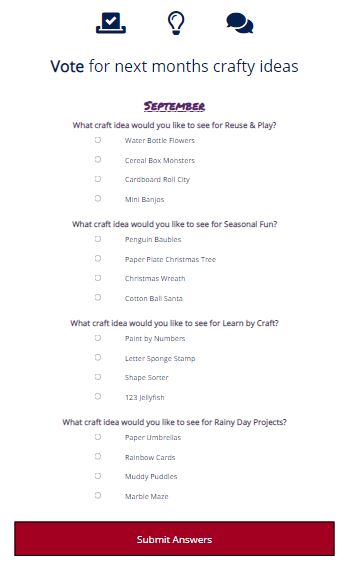 Vote for next months crafty ideas
September
What craft idea would you like to see for Reuse & Play?
Water Bottle Flowers
Cereal Box Monsters
Cardboard Roll City
Mini Banjos
What craft idea would you like to see for Seasonal Fun?
Penguin Baubles
Paper Plate Christmas Tree
Christmas Wreath
Cotton Ball Santa
What craft idea would you like to see for Learn by Craft?
Paint by Numbers
Letter Sponge Stamp
Shape Sorter
123 Jellyfish
What craft idea would you like to see for Rainy Day Projects?
Paper Umbrellas
Rainbow Cards
Muddy Puddles
Marble Maze
Submit Answers